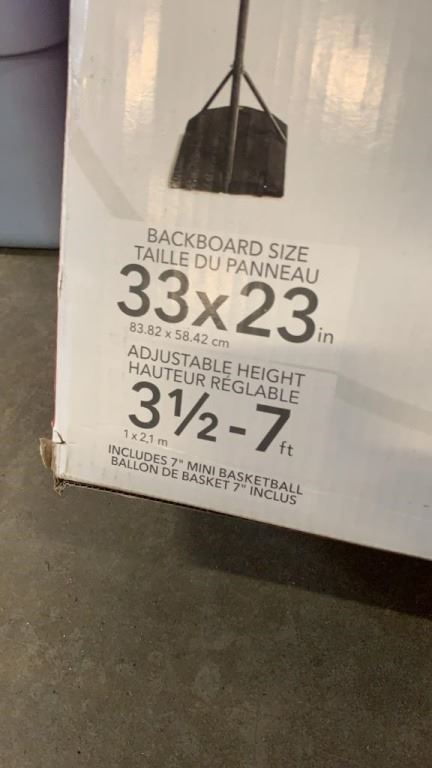 BACKBOARD SIZE
TAILLE DU PANNEAU
33x23in
83.82 x 58.42 cm
ADJUSTABLE HEIGHT
HAUTEUR RÉGLABLE
3½-7ft
1 x 2,1 m
INCLUDES 7" MINI BASKETBALL
BALLON DE BASKET 7" INCLUS